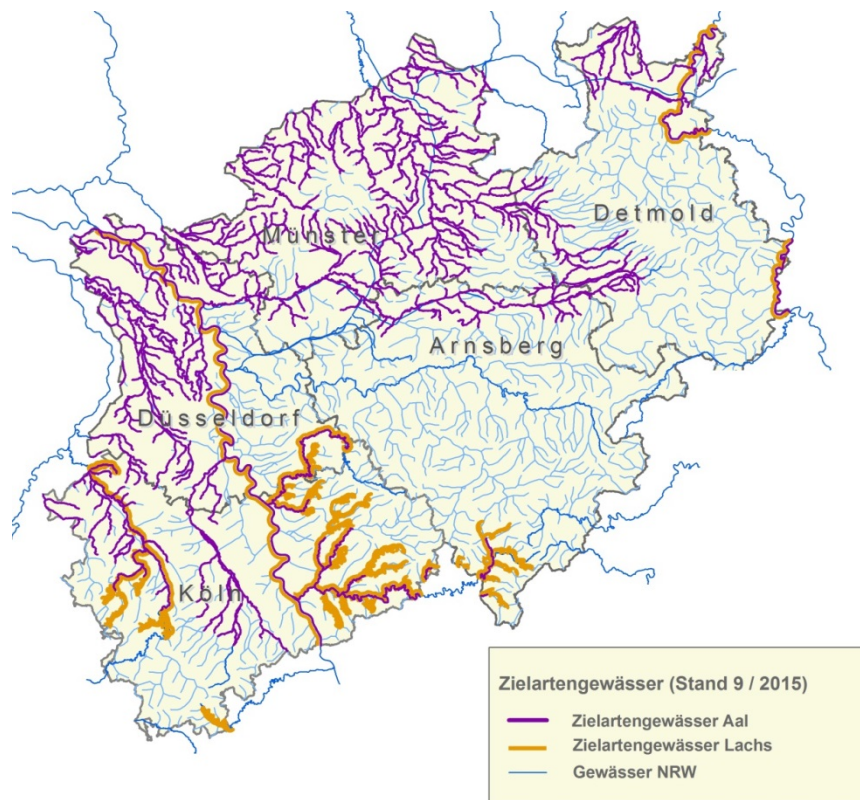 Detmold
Münster
Arnsberg
Düsseldorf
Köln
Zielartengewässer (Stand 9 / 2015)
Zielartengewässer Aal
Zielartengewässer Lachs
Gewässer NRW